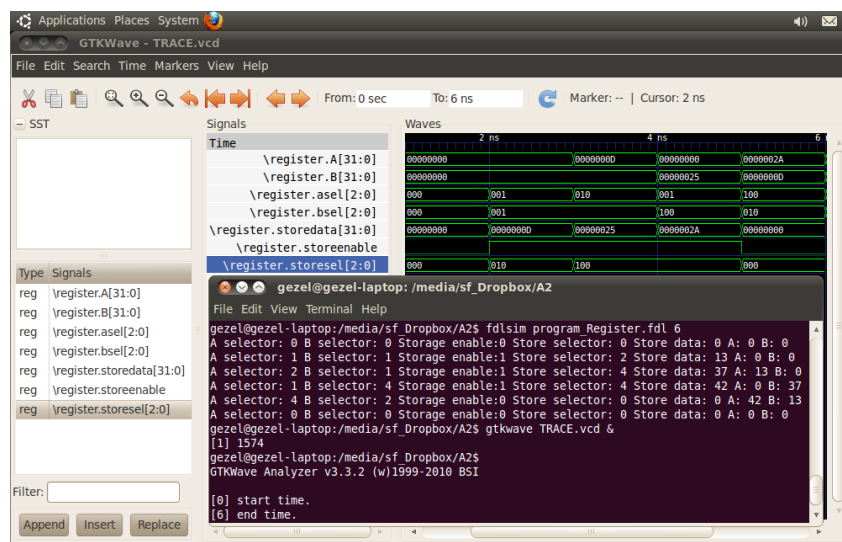 Applications Places System
GTKWave - TRACE.vcd
File Edit Search Time Markers View Help
From: 0 sec To: 6 ns Marker: -- | Cursor: 2 ns
SST
Signals
Waves
Time
2 ns 4 ns 6
\register.A[31:0] 00000000 0000000D 00000000 0000002A
\register.B[31:0] 00000000 00000025 0000000D
\register.asel[2:0] 000 001 010 001 100
\register.bsel[2:0] 000 001 100 010
\register.storedata[31:0] 00000000 0000000D 00000025 0000002A 00000000
\register.storeenable
\register.storesel[2:0] 000 010 100 000
Type Signals
reg \register.A[31:0]
reg \register.B[31:0]
reg \register.asel[2:0]
reg \register.bsel[2:0]
reg \register.storedata[31:0]
reg \register.storeenable
reg \register.storesel[2:0]
Filter:
Append Insert Replace
gezel@gezel-laptop: /media/sf_Dropbox/A2
File Edit View Terminal Help
gezel@gezel-laptop:/media/sf_Dropbox/A2$ fdlsim program_Register.fdl 6
A selector: 0 B selector: 0 Storage enable:0 Store selector: 0 Store data: 0 A: 0 B: 0
A selector: 1 B selector: 1 Storage enable:1 Store selector: 2 Store data: 13 A: 0 B: 0
A selector: 2 B selector: 1 Storage enable:1 Store selector: 4 Store data: 37 A: 13 B: 0
A selector: 1 B selector: 4 Storage enable:1 Store selector: 4 Store data: 42 A: 0 B: 37
A selector: 4 B selector: 2 Storage enable:0 Store selector: 0 Store data: 0 A: 42 B: 13
A selector: 0 B selector: 0 Storage enable:0 Store selector: 0 Store data: 0 A: 0 B: 0
gezel@gezel-laptop:/media/sf_Dropbox/A2$ gtkwave TRACE.vcd &
[1] 1574
gezel@gezel-laptop:/media/sf_Dropbox/A2$
GTKWave Analyzer v3.3.2 (w)1999-2010 BSI
[0] start time.
[6] end time.